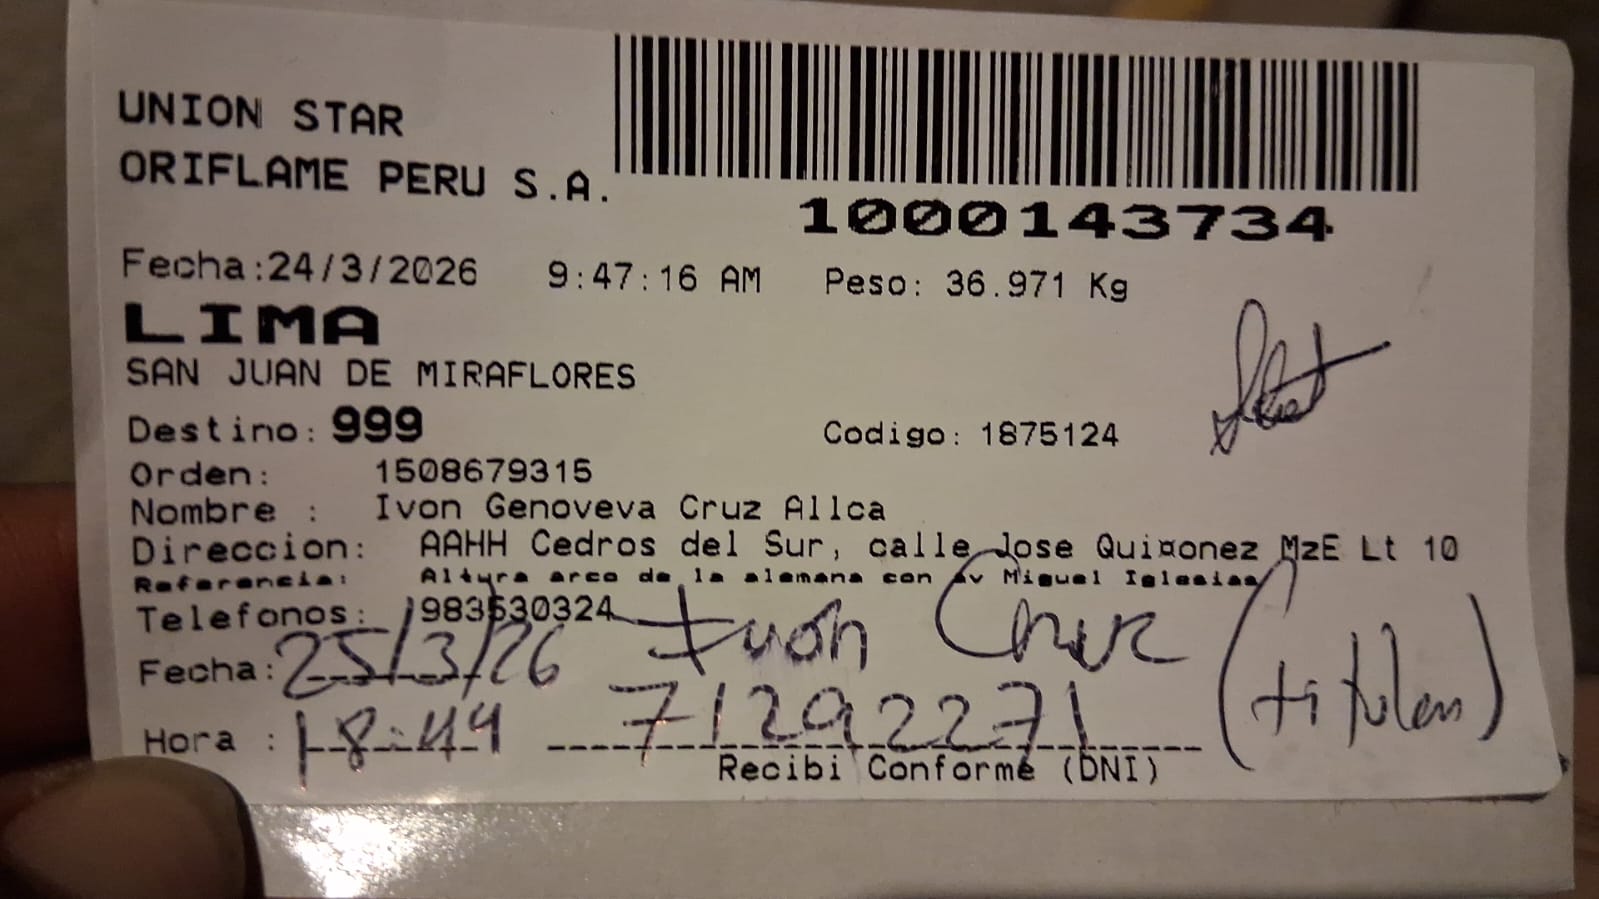 UNION STAR
ORIFLAME PERU S.A.
1000143734
Fecha:24/3/2026 9:47:16 AM Peso: 36.971 Kg
LIMA
SAN JUAN DE MIRAFLORES
Destino: 999 Codigo: 1875124
Orden: 1508679315
Nombre : Ivon Genoveva Cruz Allca
Direccion: AAHH Cedros del Sur, calle Jose Qui¤onez MzE Lt 10
Referencia: Altura arco de la alemana con Av Miguel Iglesias
Telefonos: 983530324
Ivon Cruz (titular)
Fecha: 25/3/26
Hora : 18:44 71292271
Recibi Conforme (DNI)